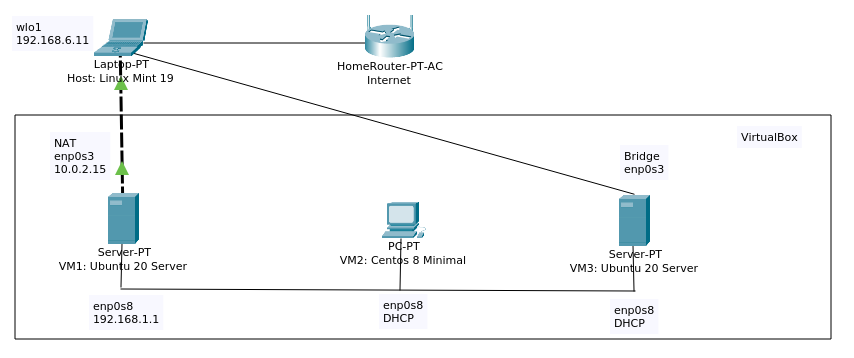 wlo1
192.168.6.11
Laptop-PT
Host: Linux Mint 19
HomeRouter-PT-AC
Internet
VirtualBox
NAT
enp0s3
10.0.2.15
Bridge
enp0s3
Server-PT
VM1: Ubuntu 20 Server
PC-PT
VM2: Centos 8 Minimal
Server-PT
VM3: Ubuntu 20 Server
enp0s8
192.168.1.1
enp0s8
DHCP
enp0s8
DHCP